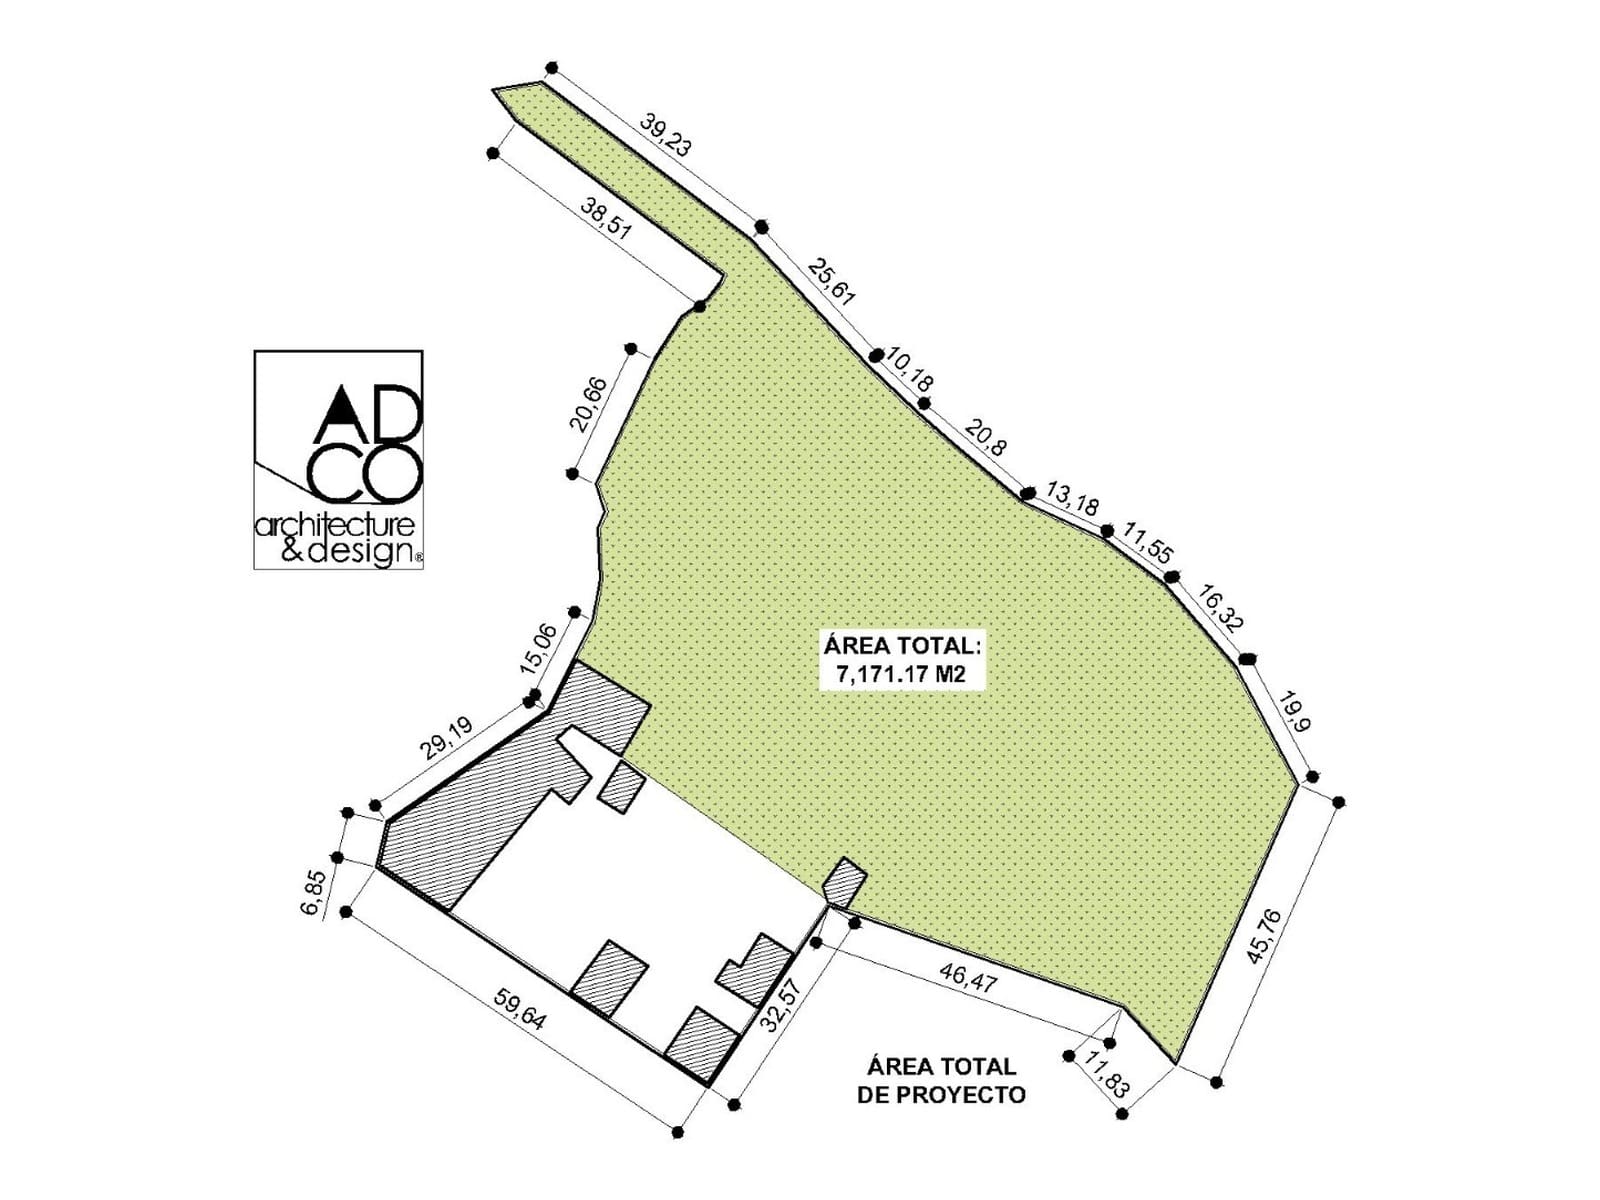 39,23
38,51
25,61
10,18
20,8
20,66
13,18
11,55
16,32
19,9
AD
CO
architecture
& design®
15,06
29,19
6,85
ÁREA TOTAL:
7,171.17 M2
45,76
46,47
32,57
59,64
11,83
ÁREA TOTAL
DE PROYECTO